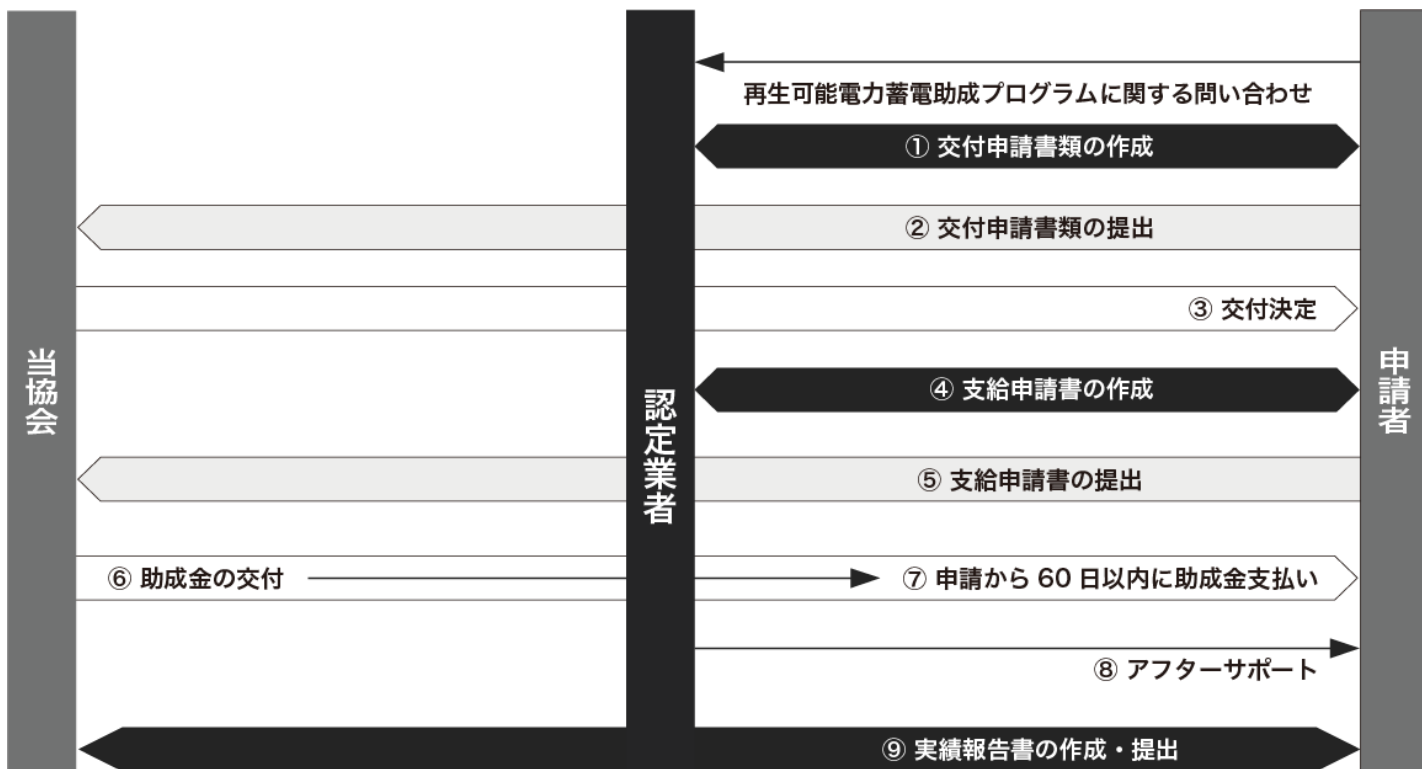 再生可能電力蓄電助成プログラムに関する問い合わせ
① 交付申請書類の作成
② 交付申請書類の提出
③ 交付決定
④ 支給申請書の作成
⑤ 支給申請書の提出
⑥ 助成金の交付
⑦ 申請から 60 日以内に助成金支払い
⑧ アフターサポート
⑨ 実績報告書の作成・提出
当協会
認定業者
申請者